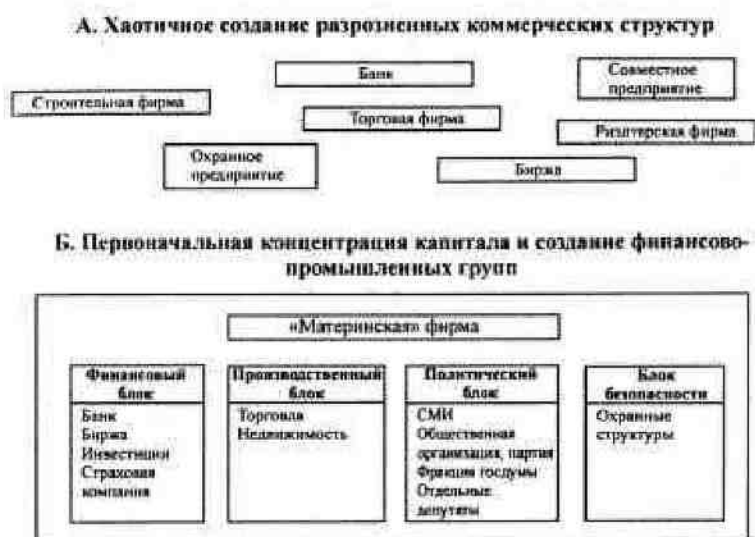 А. Хаотичное создание разрозненных коммерческих структур
Банк
Совместное
предприятие
Строительная фирма
Торговая фирма
Риэлтерская фирма
Охранное
предприятие
Биржа
Б. Первоначальная концентрация капитала и создание финансово-
промышленных групп
«Материнская» фирма
Финансовый
блок
Банк
Биржа
Инвестиции
Страховая
компания
Производственный
блок
Торговля
Недвижимость
Политический
блок
СМИ
Общественная
организация, партия
Фракция госдумы
Отдельные
депутаты
Блок
безопасности
Охранные
структуры